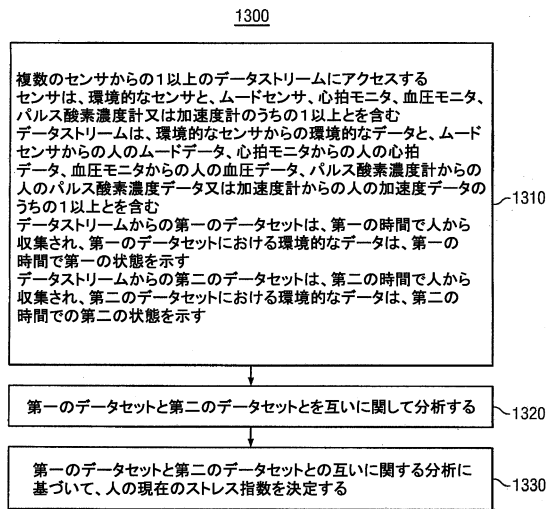 1300
複数のセンサからの1以上のデータストリームにアクセスする
センサは、環境的なセンサと、ムードセンサ、心拍モニタ、血圧モニタ、
パルス酸素濃度計又は加速度計のうちの1以上とを含む
データストリームは、環境的なセンサからの環境的なデータと、ムード
センサからの人のムードデータ、心拍モニタからの人の心拍
データ、血圧モニタからの人の血圧データ、パルス酸素濃度計からの
人のパルス酸素濃度データ又は加速度計からの人の加速度データの
うちの1以上とを含む
データストリームからの第一のデータセットは、第一の時間で人から
収集され、第一のデータセットにおける環境的なデータは、第一の
時間で第一の状態を示す
データストリームからの第二のデータセットは、第二の時間で人から
収集され、第二のデータセットにおける環境的なデータは、第二の
時間での第二の状態を示す
1310
第一のデータセットと第二のデータセットとを互いに関して分析する
1320
第一のデータセットと第二のデータセットとの互いに関する分析に
基づいて、人の現在のストレス指数を決定する
1330